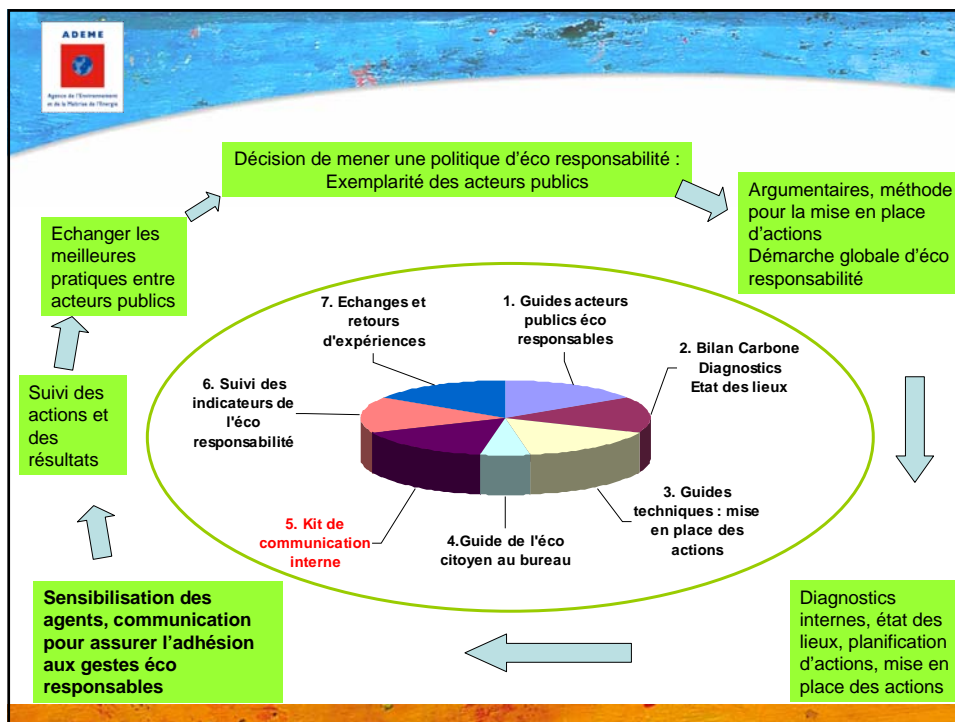 ADEME
Agence de l'Environnement
et de la Maîtrise de l'Energie
Décision de mener une politique d'éco responsabilité :
Exemplarité des acteurs publics
Argumentaires, méthode
pour la mise en place
d'actions
Démarche globale d'éco
responsabilité
Echanger les
meilleures
pratiques entre
acteurs publics
7. Echanges et
retours
d'expériences
1. Guides acteurs
publics éco
responsables
2. Bilan Carbone
Diagnostics
Etat des lieux
6. Suivi des
indicateurs de
l'éco
responsabilité
Suivi des
actions et
des
résultats
3. Guides
techniques : mise
en place des
actions
5. Kit de
communication
interne
4.Guide de l'éco
citoyen au bureau
Sensibilisation des
agents, communication
pour assurer l'adhésion
aux gestes éco
responsables
Diagnostics
internes, état des
lieux, planification
d'actions, mise en
place des actions